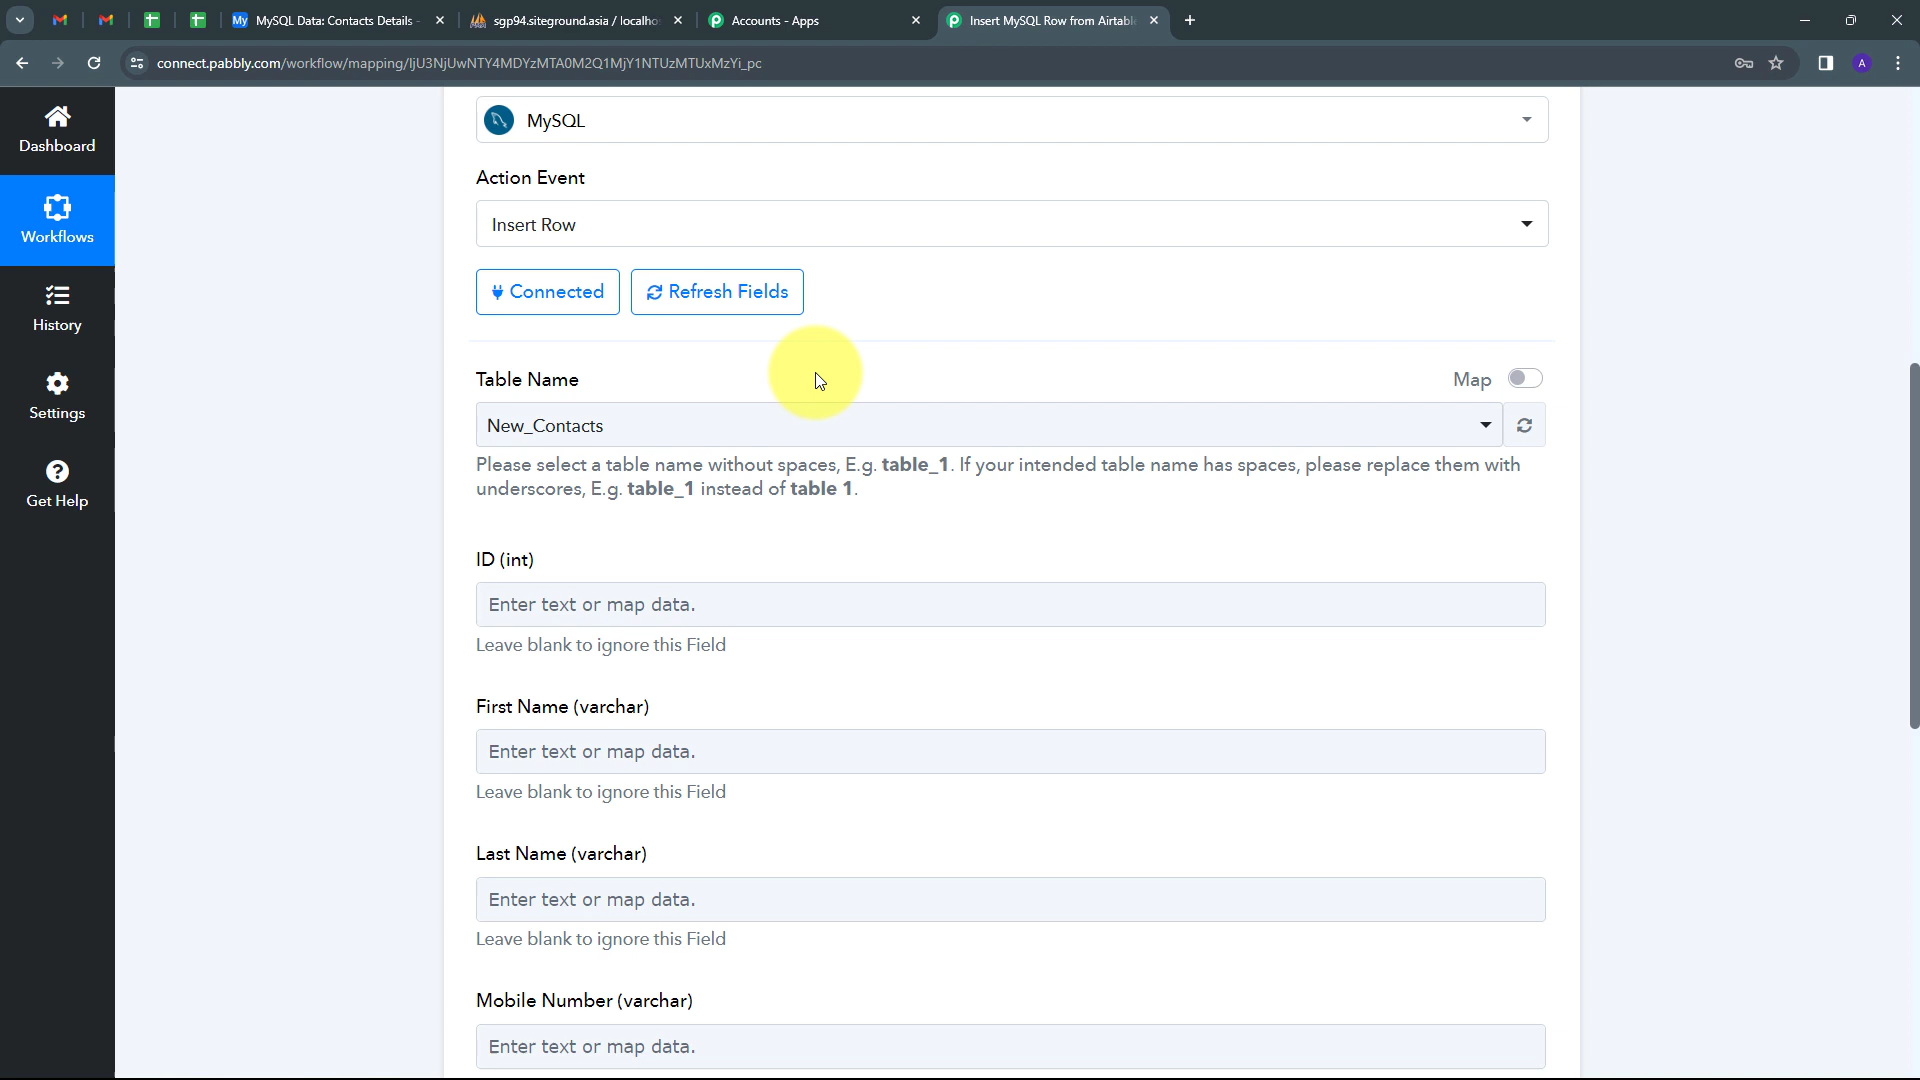 MySQL Data: Contacts Details -
sgp94.siteground.asia / localho
Accounts - Apps
Insert MySQL Row from Airtabl
connect.pabbly.com/workflow/mapping/IjU3NjUwNTY4MDYzMTA0M2Q1MjY1NTUzMTUxMzYi_pc
A
Dashboard
Workflows
History
Settings
Get Help
MySQL
Action Event
Insert Row
Connected
Refresh Fields
Table Name
Map
New_Contacts
Please select a table name without spaces, E.g. table_1. If your intended table name has spaces, please replace them with
underscores, E.g. table_1 instead of table 1.
ID (int)
Enter text or map data.
Leave blank to ignore this Field
First Name (varchar)
Enter text or map data.
Leave blank to ignore this Field
Last Name (varchar)
Enter text or map data.
Leave blank to ignore this Field
Mobile Number (varchar)
Enter text or map data.